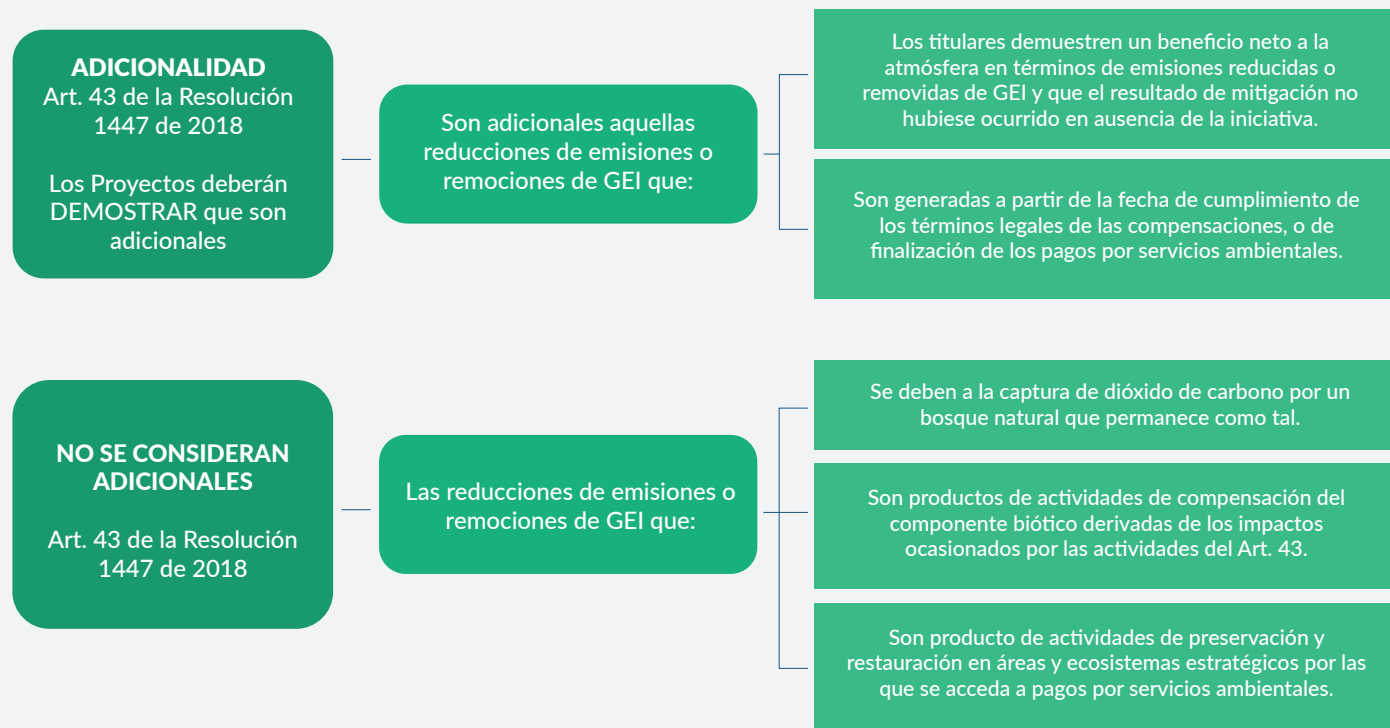 ADICIONALIDAD
Art. 43 de la Resolución
1447 de 2018
Los Proyectos deberán
DEMOSTRAR que son
adicionales
Son adicionales aquellas
reducciones de emisiones o
remociones de GEI que:
Los titulares demuestren un beneficio neto a la
atmósfera en términos de emisiones reducidas o
removidas de GEI y que el resultado de mitigación no
hubiese ocurrido en ausencia de la iniciativa.
Son generadas a partir de la fecha de cumplimiento de
los términos legales de las compensaciones, o de
finalización de los pagos por servicios ambientales.
NO SE CONSIDERAN
ADICIONALES
Art. 43 de la Resolución
1447 de 2018
Las reducciones de emisiones o
remociones de GEI que:
Se deben a la captura de dióxido de carbono por un
bosque natural que permanece como tal.
Son productos de actividades de compensación del
componente biótico derivadas de los impactos
ocasionados por las actividades del Art. 43.
Son producto de actividades de preservación y
restauración en áreas y ecosistemas estratégicos por las
que se acceda a pagos por servicios ambientales.